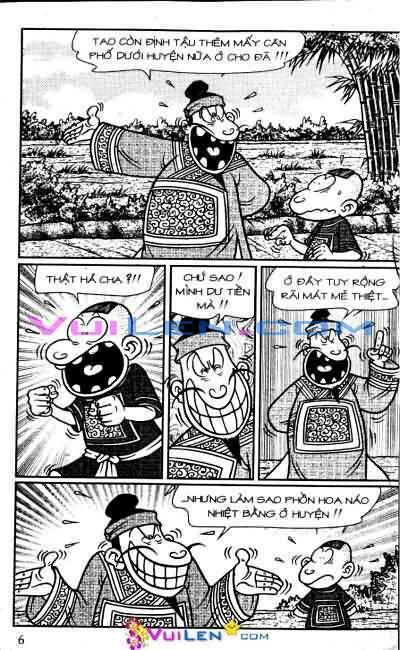 TAO CÒN ĐỊNH TẬU THÊM MẤY CĂN
PHỐ DƯỚI HUYỆN NỮA Ở CHO ĐÃ !!!
THẬT HẢ CHA ?!!
CHỨ SAO !
MÌNH DƯ TIỀN
MÀ !!
Ở ĐÂY TUY RỘNG
RÃI MÁT MẺ THIỆT...
VUILEN.COM
...NHƯNG LÀM SAO PHỒN HOA NÁO
NHIỆT BẰNG Ở HUYỆN !!
6
VUILEN.COM